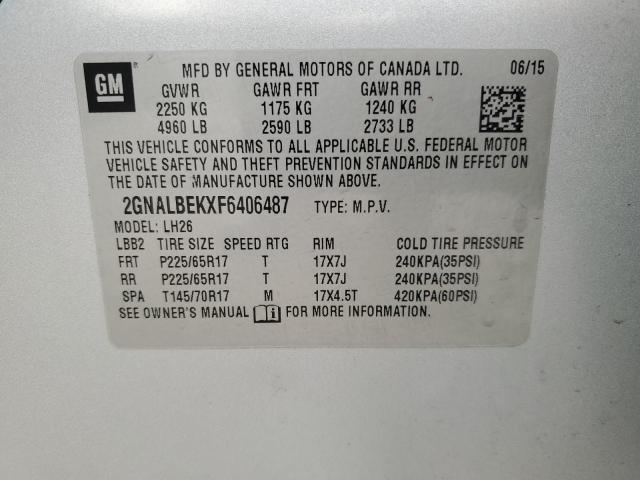 GM
MFD BY GENERAL MOTORS OF CANADA LTD. 06/15
GVWR GAWR FRT GAWR RR
2250 KG 1175 KG 1240 KG
4960 LB 2590 LB 2733 LB
THIS VEHICLE CONFORMS TO ALL APPLICABLE U.S. FEDERAL MOTOR
VEHICLE SAFETY AND THEFT PREVENTION STANDARDS IN EFFECT ON
THE DATE OF MANUFACTURE SHOWN ABOVE.
2GNALBEKXF6406487 TYPE: M.P.V.
MODEL: LH26
LBB2 TIRE SIZE SPEED RTG RIM COLD TIRE PRESSURE
FRT P225/65R17 T 17X7J 240KPA(35PSI)
RR P225/65R17 T 17X7J 240KPA(35PSI)
SPA T145/70R17 M 17X4.5T 420KPA(60PSI)
SEE OWNER'S MANUAL FOR MORE INFORMATION.